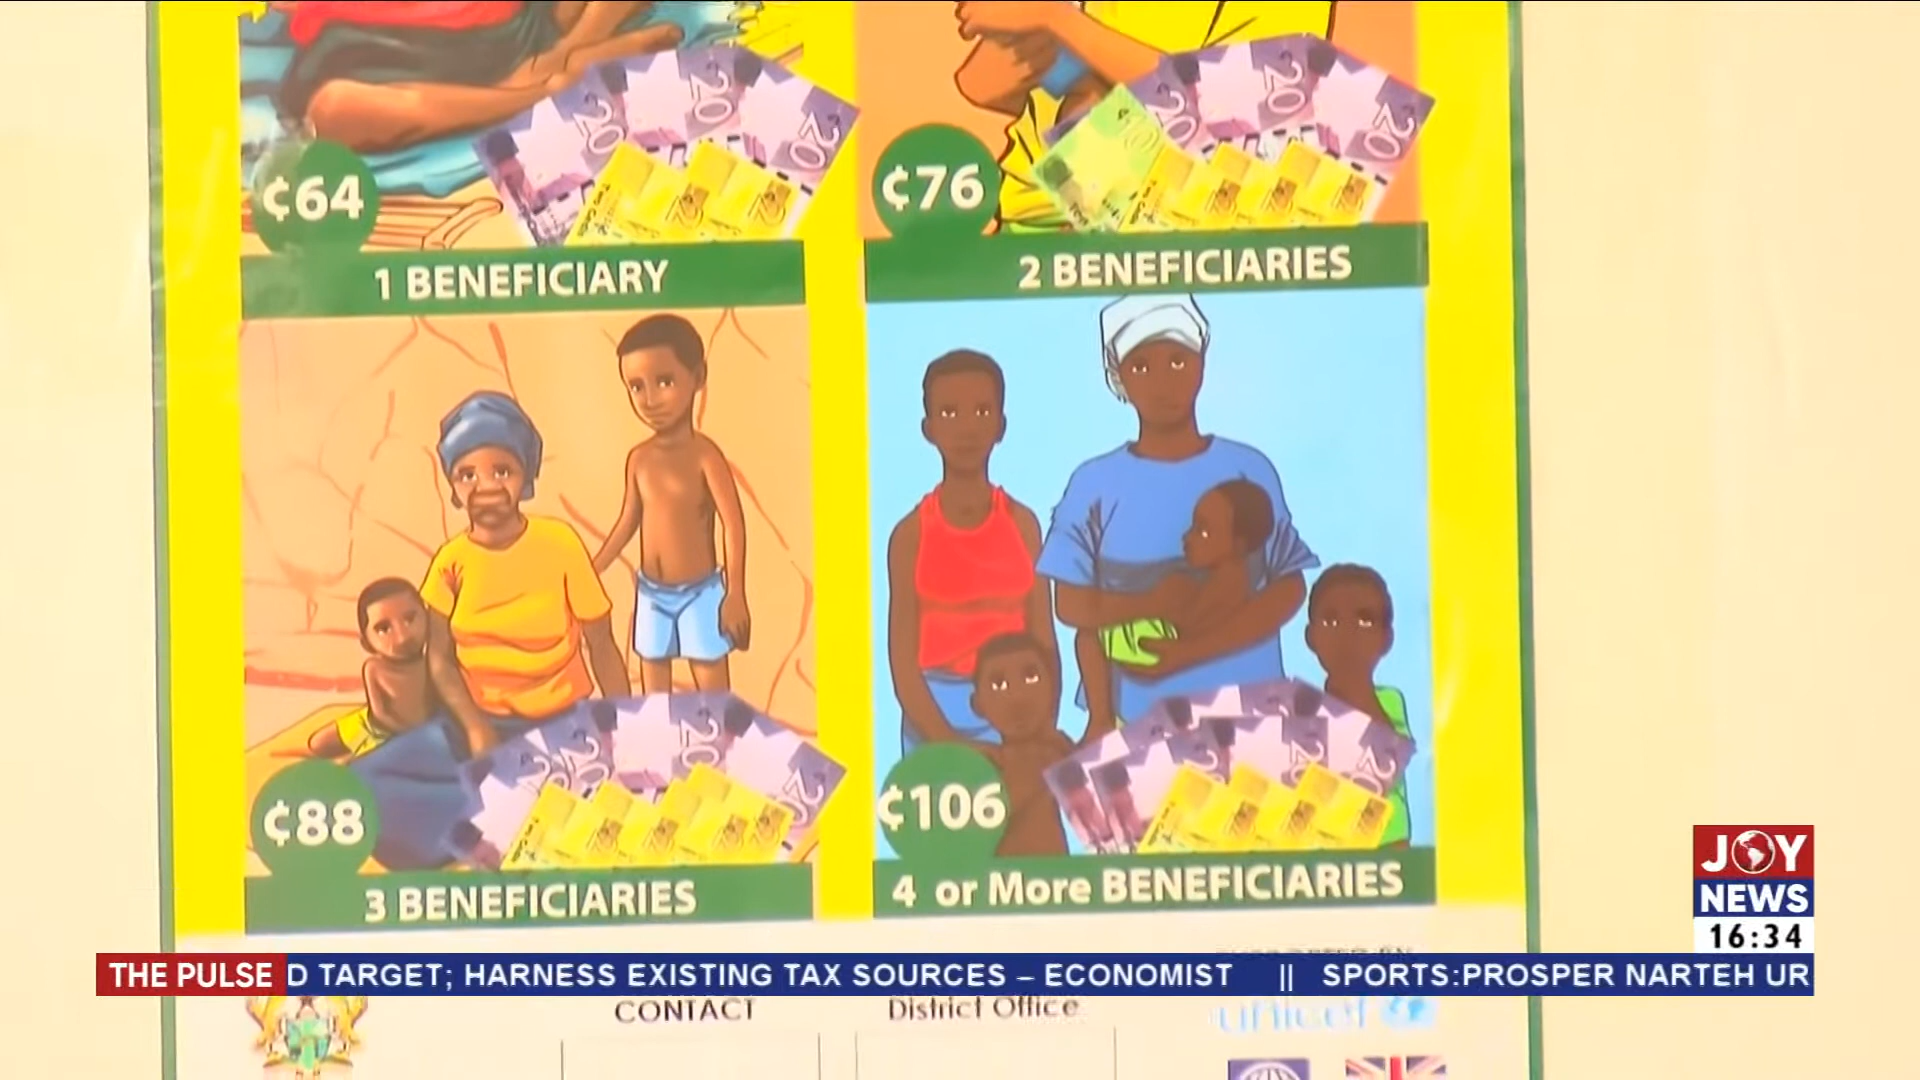 ¢64
¢76
1 BENEFICIARY
2 BENEFICIARIES
¢88
¢106
3 BENEFICIARIES
4 or More BENEFICIARIES
JOY
NEWS
16:34
THE PULSE
D TARGET; HARNESS EXISTING TAX SOURCES – ECONOMIST || SPORTS:PROSPER NARTEH UR
CONTACT
District Office
unicef